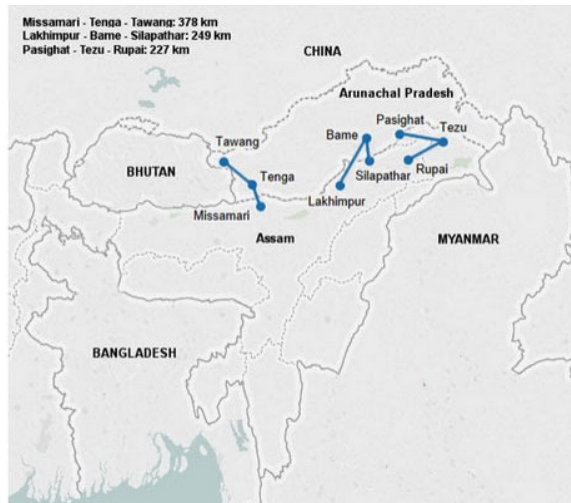 Missamari - Tenga - Tawang: 378 km
Lakhimpur - Bame - Silapathar: 249 km
Pasighat - Tezu - Rupai: 227 km
CHINA
Arunachal Pradesh
Pasighat
Tezu
Bame
Tawang
BHUTAN
Tenga
Silapathar
Rupai
Lakhimpur
Missamari
Assam
MYANMAR
BANGLADESH